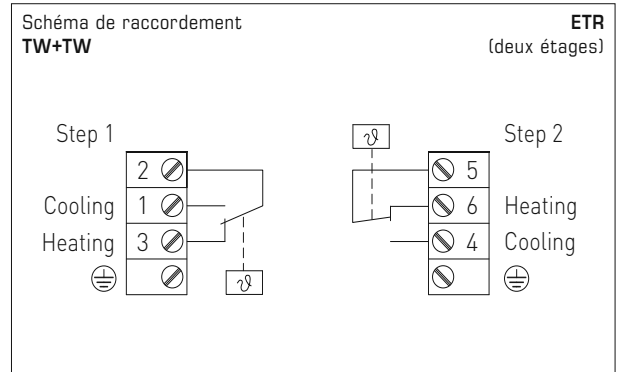 Schéma de raccordement
TW+TW
ETR
(deux étages)
Step 1
2
Cooling 1
Heating 3
ϑ
ϑ
Step 2
5
6 Heating
4 Cooling